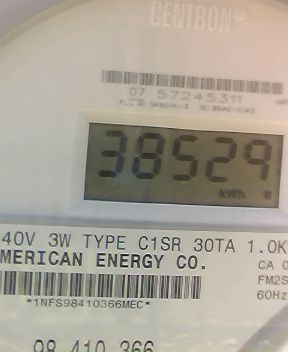 CENTRON
07 57245311
38529
kWh
40V 3W TYPE C1SR 30TA 1.0K
MERICAN ENERGY CO.
CA
FM2S
60Hz
*1NFS98410366MEC*
98 410 366